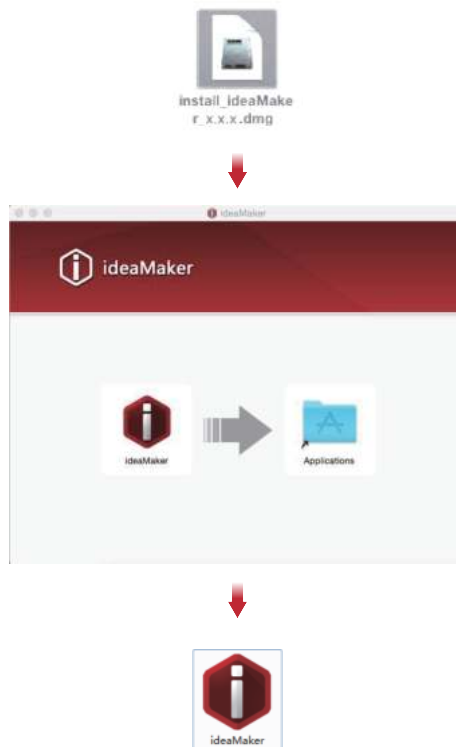 install_ideaMake
r_x.x.x.dmg
ideaMaker
ideaMaker
ideaMaker
Applications
ideaMaker